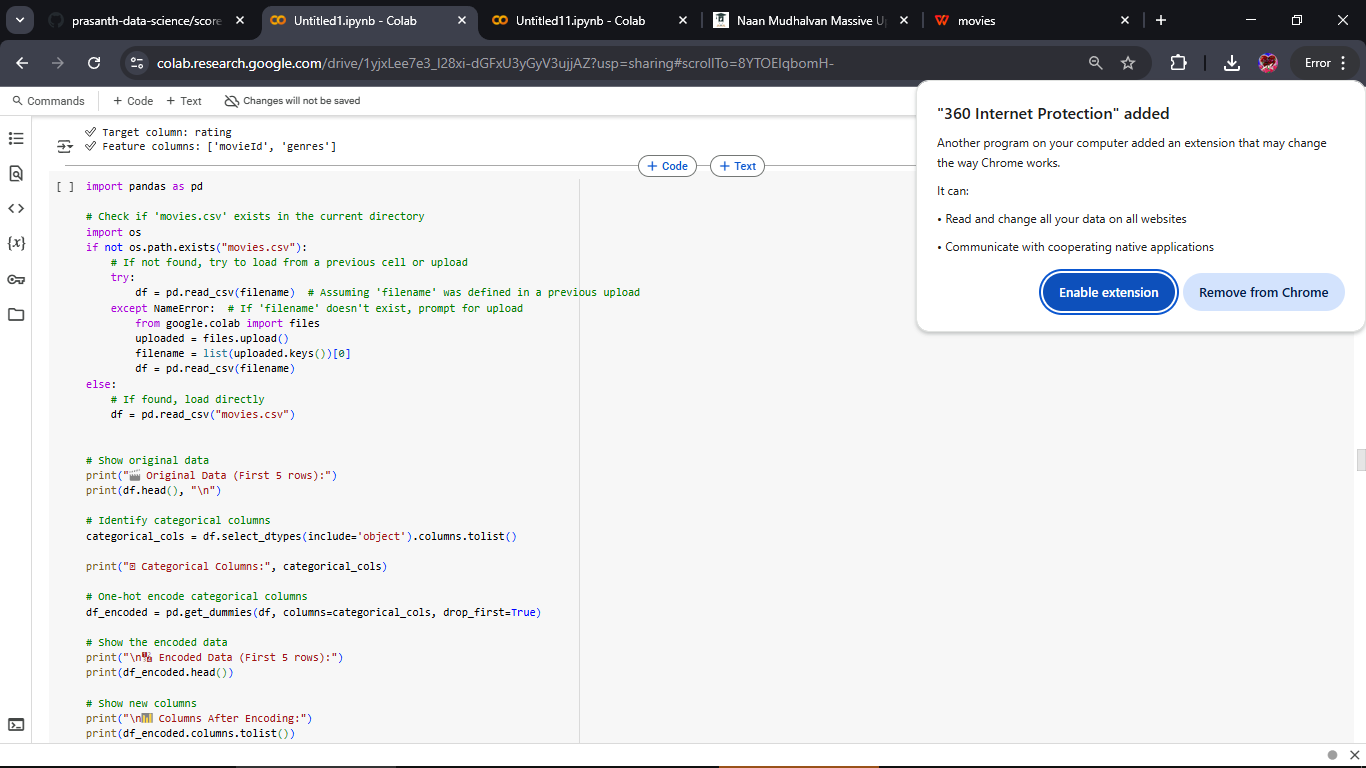 prasanth-data-science/score
Untitled1.ipynb - Colab
Untitled11.ipynb - Colab
Naan Mudhalvan Massive U
movies
colab.research.google.com/drive/1yjxLee7e3_I28xi-dGFxU3yGyV3ujjAZ?usp=sharing#scrollTo=8YTOEIqbomH-
Error
Commands
+ Code
+ Text
Changes will not be saved
✓ Target column: rating
✓ Feature columns: ['movieId', 'genres']
+ Code
+ Text
[ ]
import pandas as pd
# Check if 'movies.csv' exists in the current directory
import os
if not os.path.exists("movies.csv"):
    # If not found, try to load from a previous cell or upload
    try:
        df = pd.read_csv(filename)  # Assuming 'filename' was defined in a previous upload
    except NameError:  # If 'filename' doesn't exist, prompt for upload
        from google.colab import files
        uploaded = files.upload()
        filename = list(uploaded.keys())[0]
        df = pd.read_csv(filename)
else:
    # If found, load directly
    df = pd.read_csv("movies.csv")
# Show original data
print("🎬 Original Data (First 5 rows):")
print(df.head(), "\n")
# Identify categorical columns
categorical_cols = df.select_dtypes(include='object').columns.tolist()
print(" Categorical Columns:", categorical_cols)
# One-hot encode categorical columns
df_encoded = pd.get_dummies(df, columns=categorical_cols, drop_first=True)
# Show the encoded data
print("\n🔢 Encoded Data (First 5 rows):")
print(df_encoded.head())
# Show new columns
print("\n Columns After Encoding:")
print(df_encoded.columns.tolist())
"360 Internet Protection" added
Another program on your computer added an extension that may change
the way Chrome works.
It can:
• Read and change all your data on all websites
• Communicate with cooperating native applications
Enable extension
Remove from Chrome